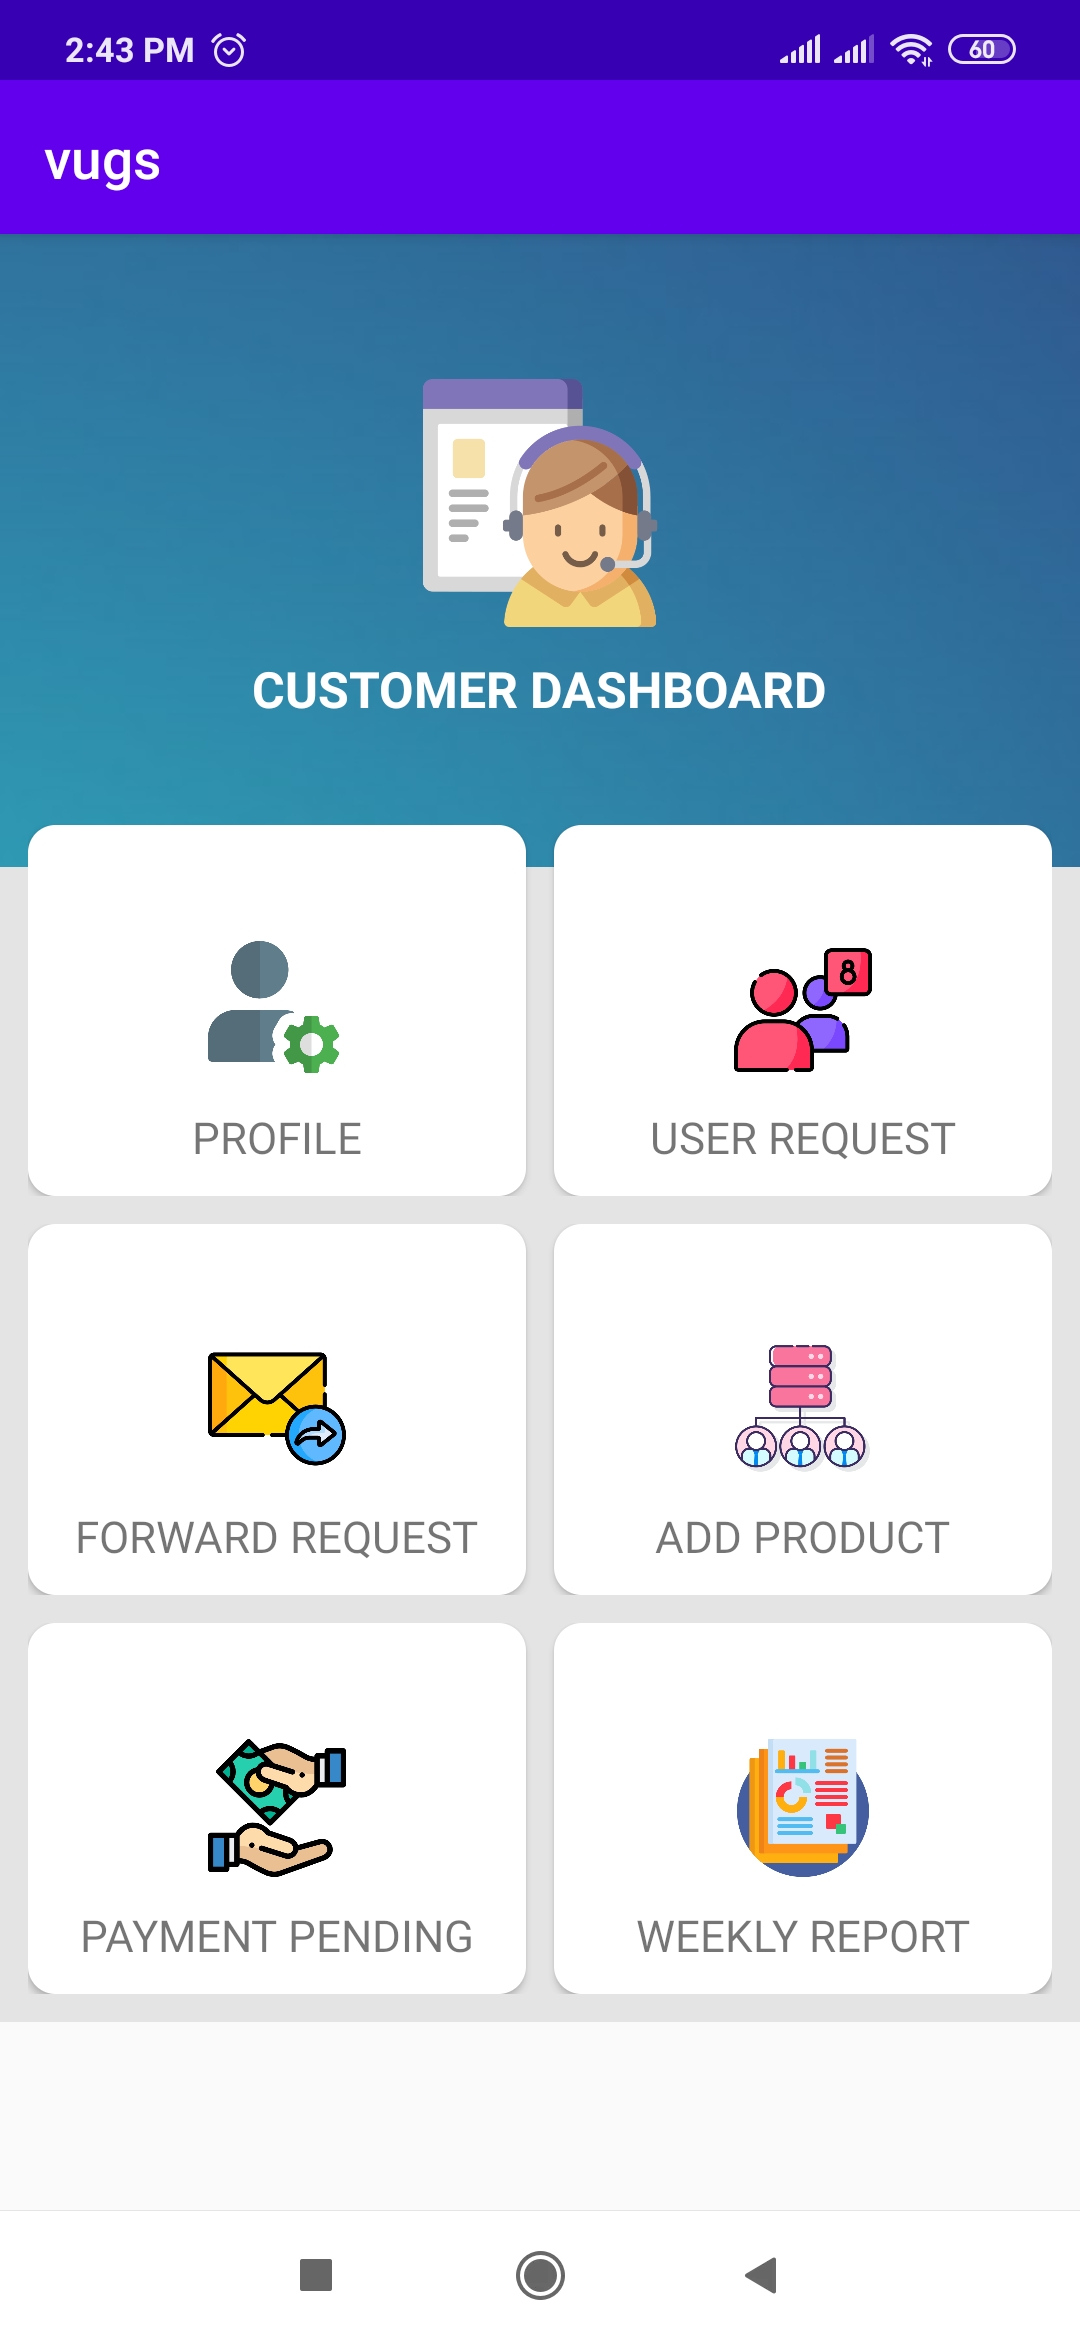 2:43 PM 60
vugs
CUSTOMER DASHBOARD
8
PROFILE
USER REQUEST
FORWARD REQUEST
ADD PRODUCT
PAYMENT PENDING
WEEKLY REPORT